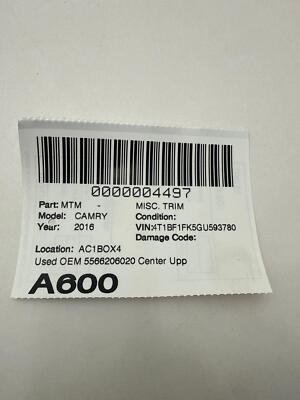 0000004497
Part: MTM - MISC. TRIM
Model: CAMRY Condition:
Year: 2016 VIN:4T1BF1FK5GU593780
Damage Code:
Location: AC1BOX4
Used OEM 5566206020 Center Upp
A600